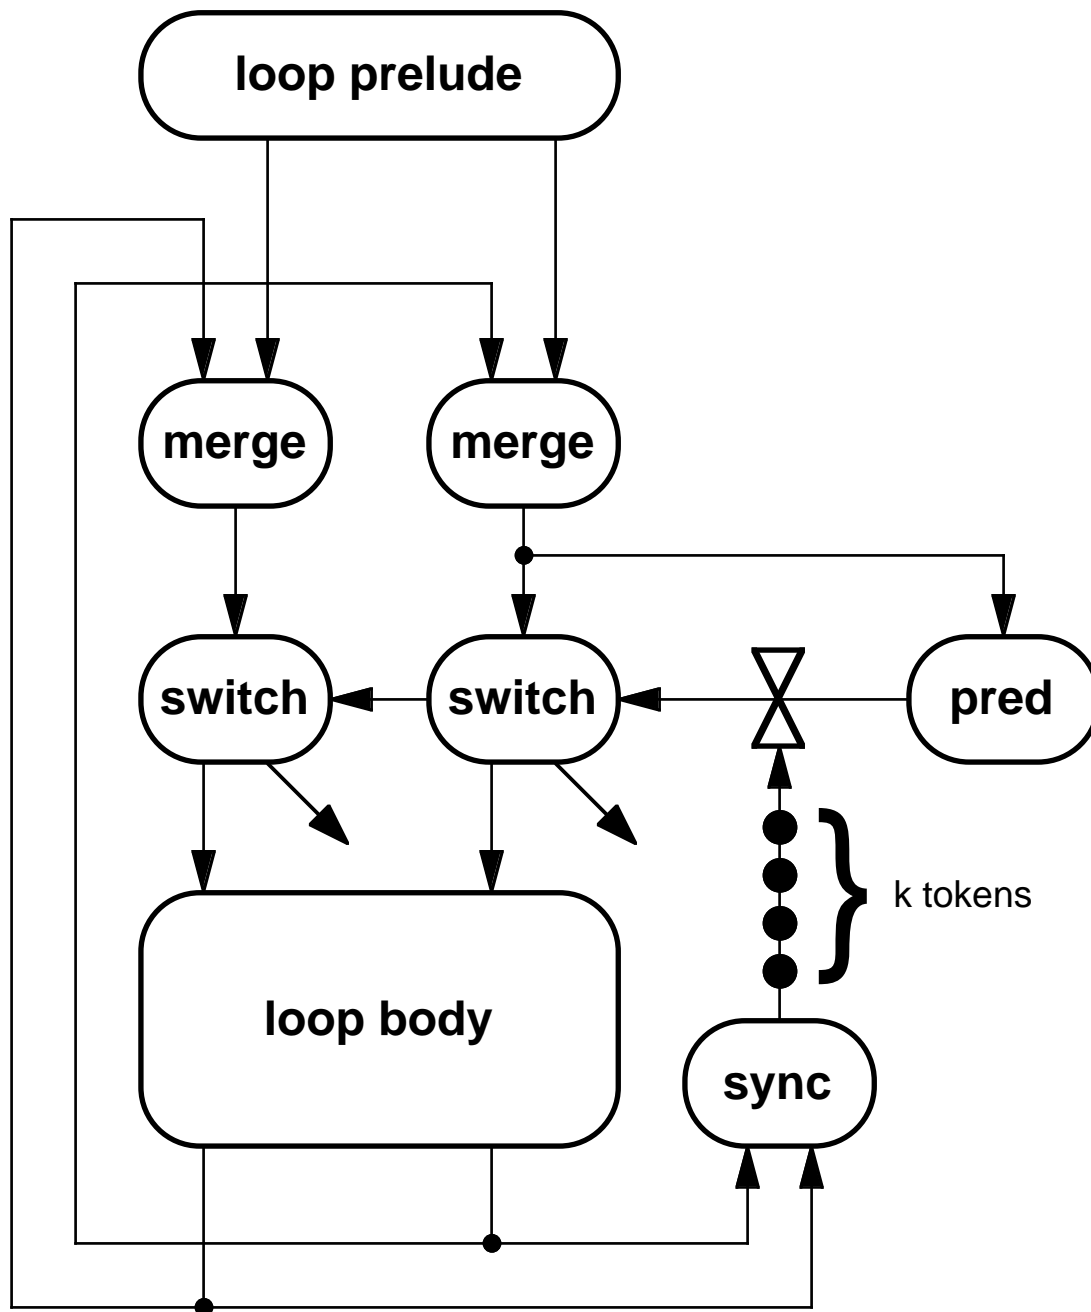 loop prelude
merge
merge
switch
switch
pred
k tokens
loop body
sync